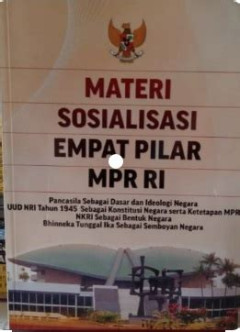 MATERI
SOSIALISASI
EMPAT PILAR
MPR RI
Pancasila Sebagai Dasar dan Ideologi Negara
UUD NRI Tahun 1945 Sebagai Konstitusi Negara serta Ketetapan MPR
NKRI Sebagai Bentuk Negara
Bhinneka Tunggal Ika Sebagai Semboyan Negara